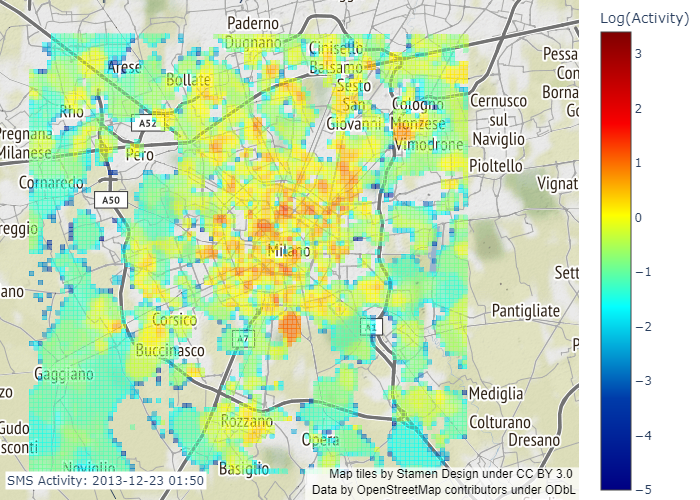 Paderno
Dugnano
Cinisello
Balsamo
Arese
Bollate
Sesto
San
Giovanni
Cologno
Monzese
Vimodrone
Cernusco
sul
Naviglio
Pessa
Con
Borna
Go
Rho
A52
Pregnana
Milanese
Pero
Pioltello
Vignat
Cornaredo
A50
reggio
Milano
Sett
ano
Corsico
A7
A1
Pantigliate
Buccinasco
P
Gaggiano
zo
Mediglia
Rozzano
Colturano
Gudo
sconti
Opera
Dresano
Noviglio
Basiglio
SMS Activity: 2013-12-23 01:50
Map tiles by Stamen Design under CC BY 3.0
Data by OpenStreetMap contributors under ODbL
Log(Activity)
3
2
1
0
−1
−2
−3
−4
−5